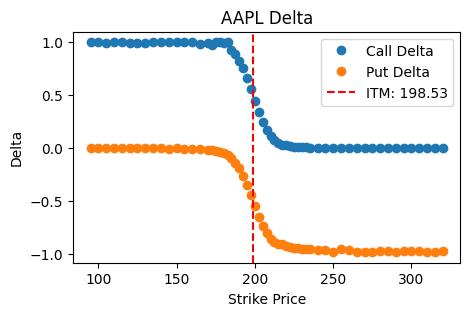 AAPL Delta
1.0
0.5
0.0
−0.5
−1.0
Delta
Call Delta
Put Delta
ITM: 198.53
100
150
200
250
300
Strike Price